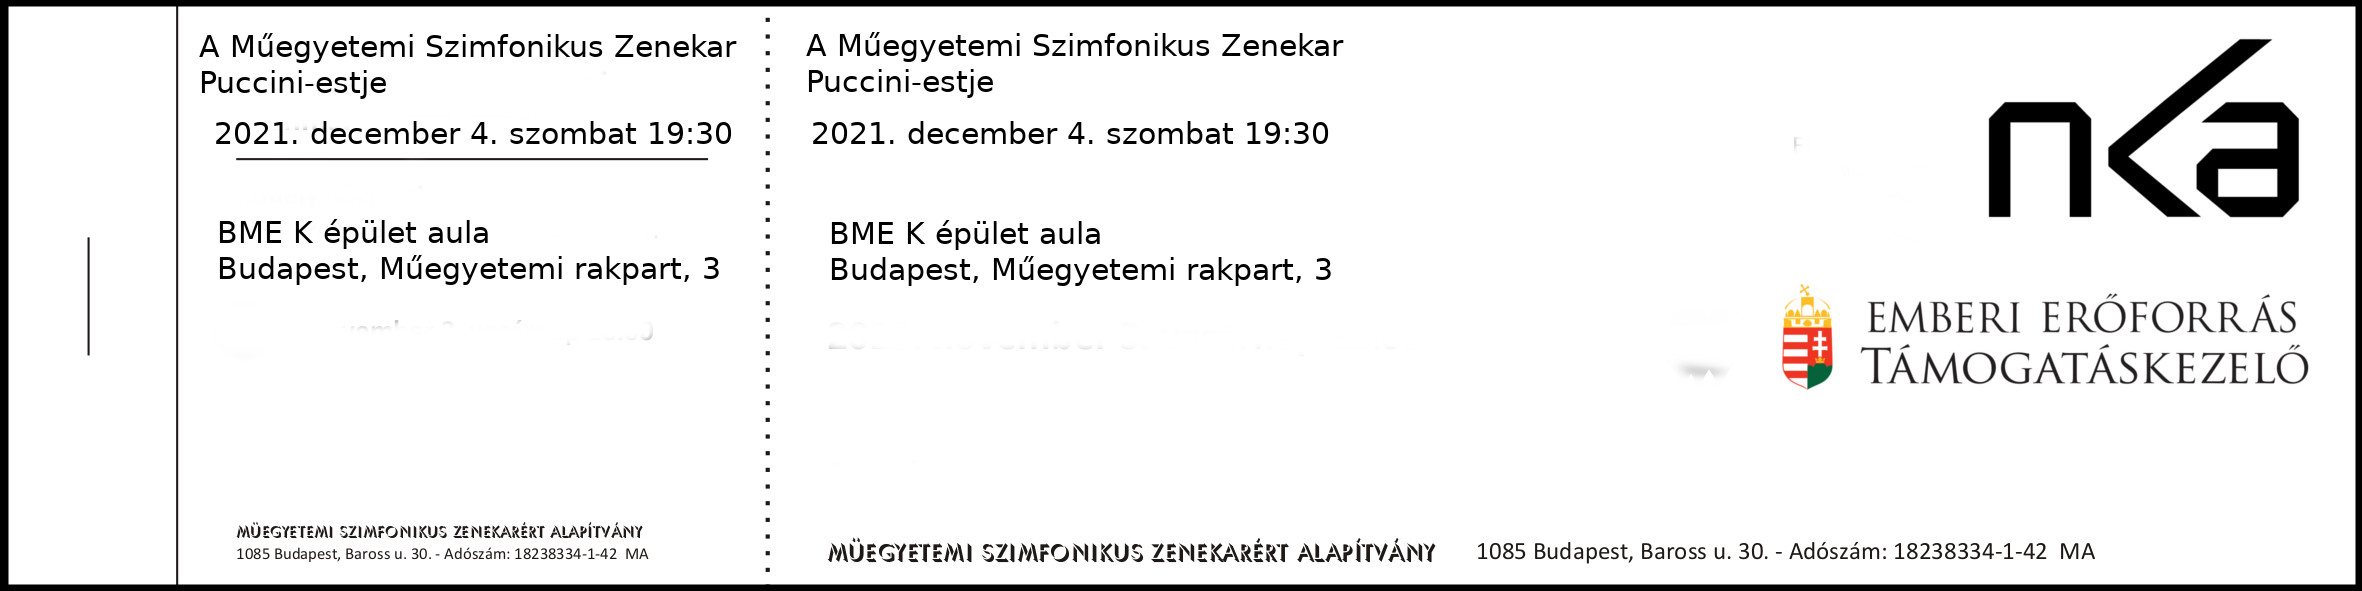 A Műegyetemi Szimfonikus Zenekar
Puccini-estje
2021. december 4. szombat 19:30
BME K épület aula
Budapest, Műegyetemi rakpart, 3
MŰEGYETEMI SZIMFONIKUS ZENEKARÉRT ALAPÍTVÁNY
1085 Budapest, Baross u. 30. - Adószám: 18238334-1-42 MA
A Műegyetemi Szimfonikus Zenekar
Puccini-estje
2021. december 4. szombat 19:30
BME K épület aula
Budapest, Műegyetemi rakpart, 3
MŰEGYETEMI SZIMFONIKUS ZENEKARÉRT ALAPÍTVÁNY 1085 Budapest, Baross u. 30. - Adószám: 18238334-1-42 MA
nka
EMBERI ERŐFORRÁS
TÁMOGATÁSKEZELŐ